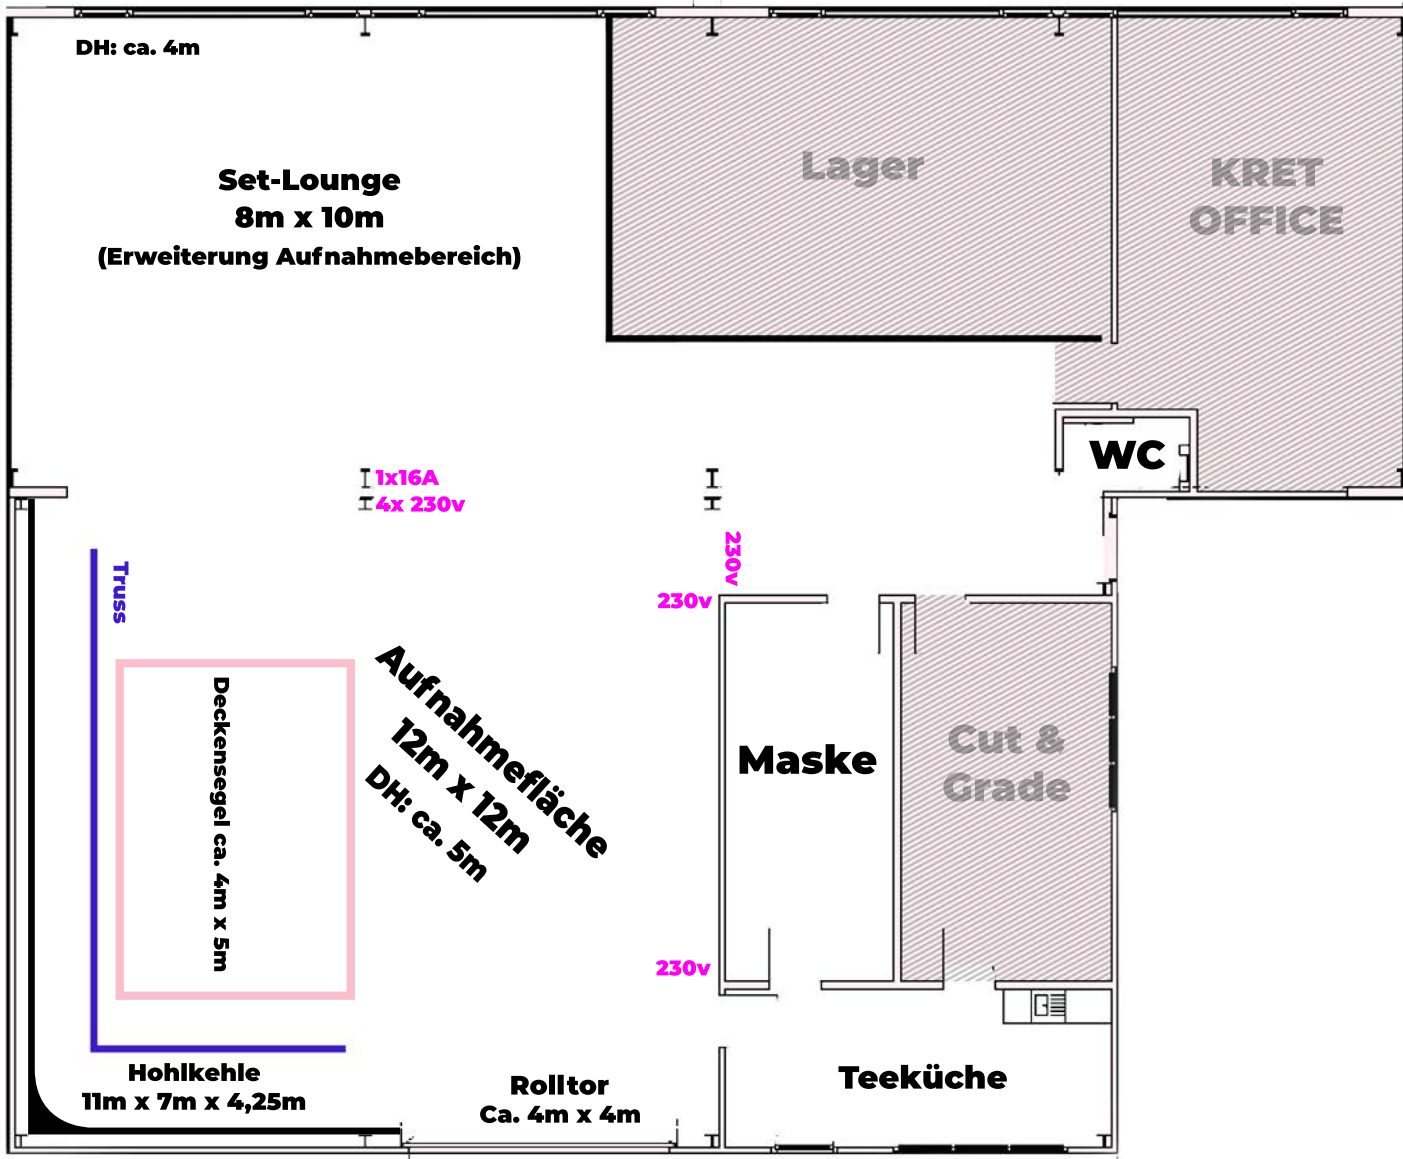 DH: ca. 4m
Set-Lounge
8m x 10m
(Erweiterung Aufnahmebereich)
Lager
KRET
OFFICE
WC
1x16A
4x 230v
230v
230v
Truss
Deckensegel ca. 4m x 5m
Aufnahmefläche
12m x 12m
DH: ca. 5m
Maske
Cut &
Grade
230v
Hohlkehle
11m x 7m x 4,25m
Rolltor
Ca. 4m x 4m
Teeküche